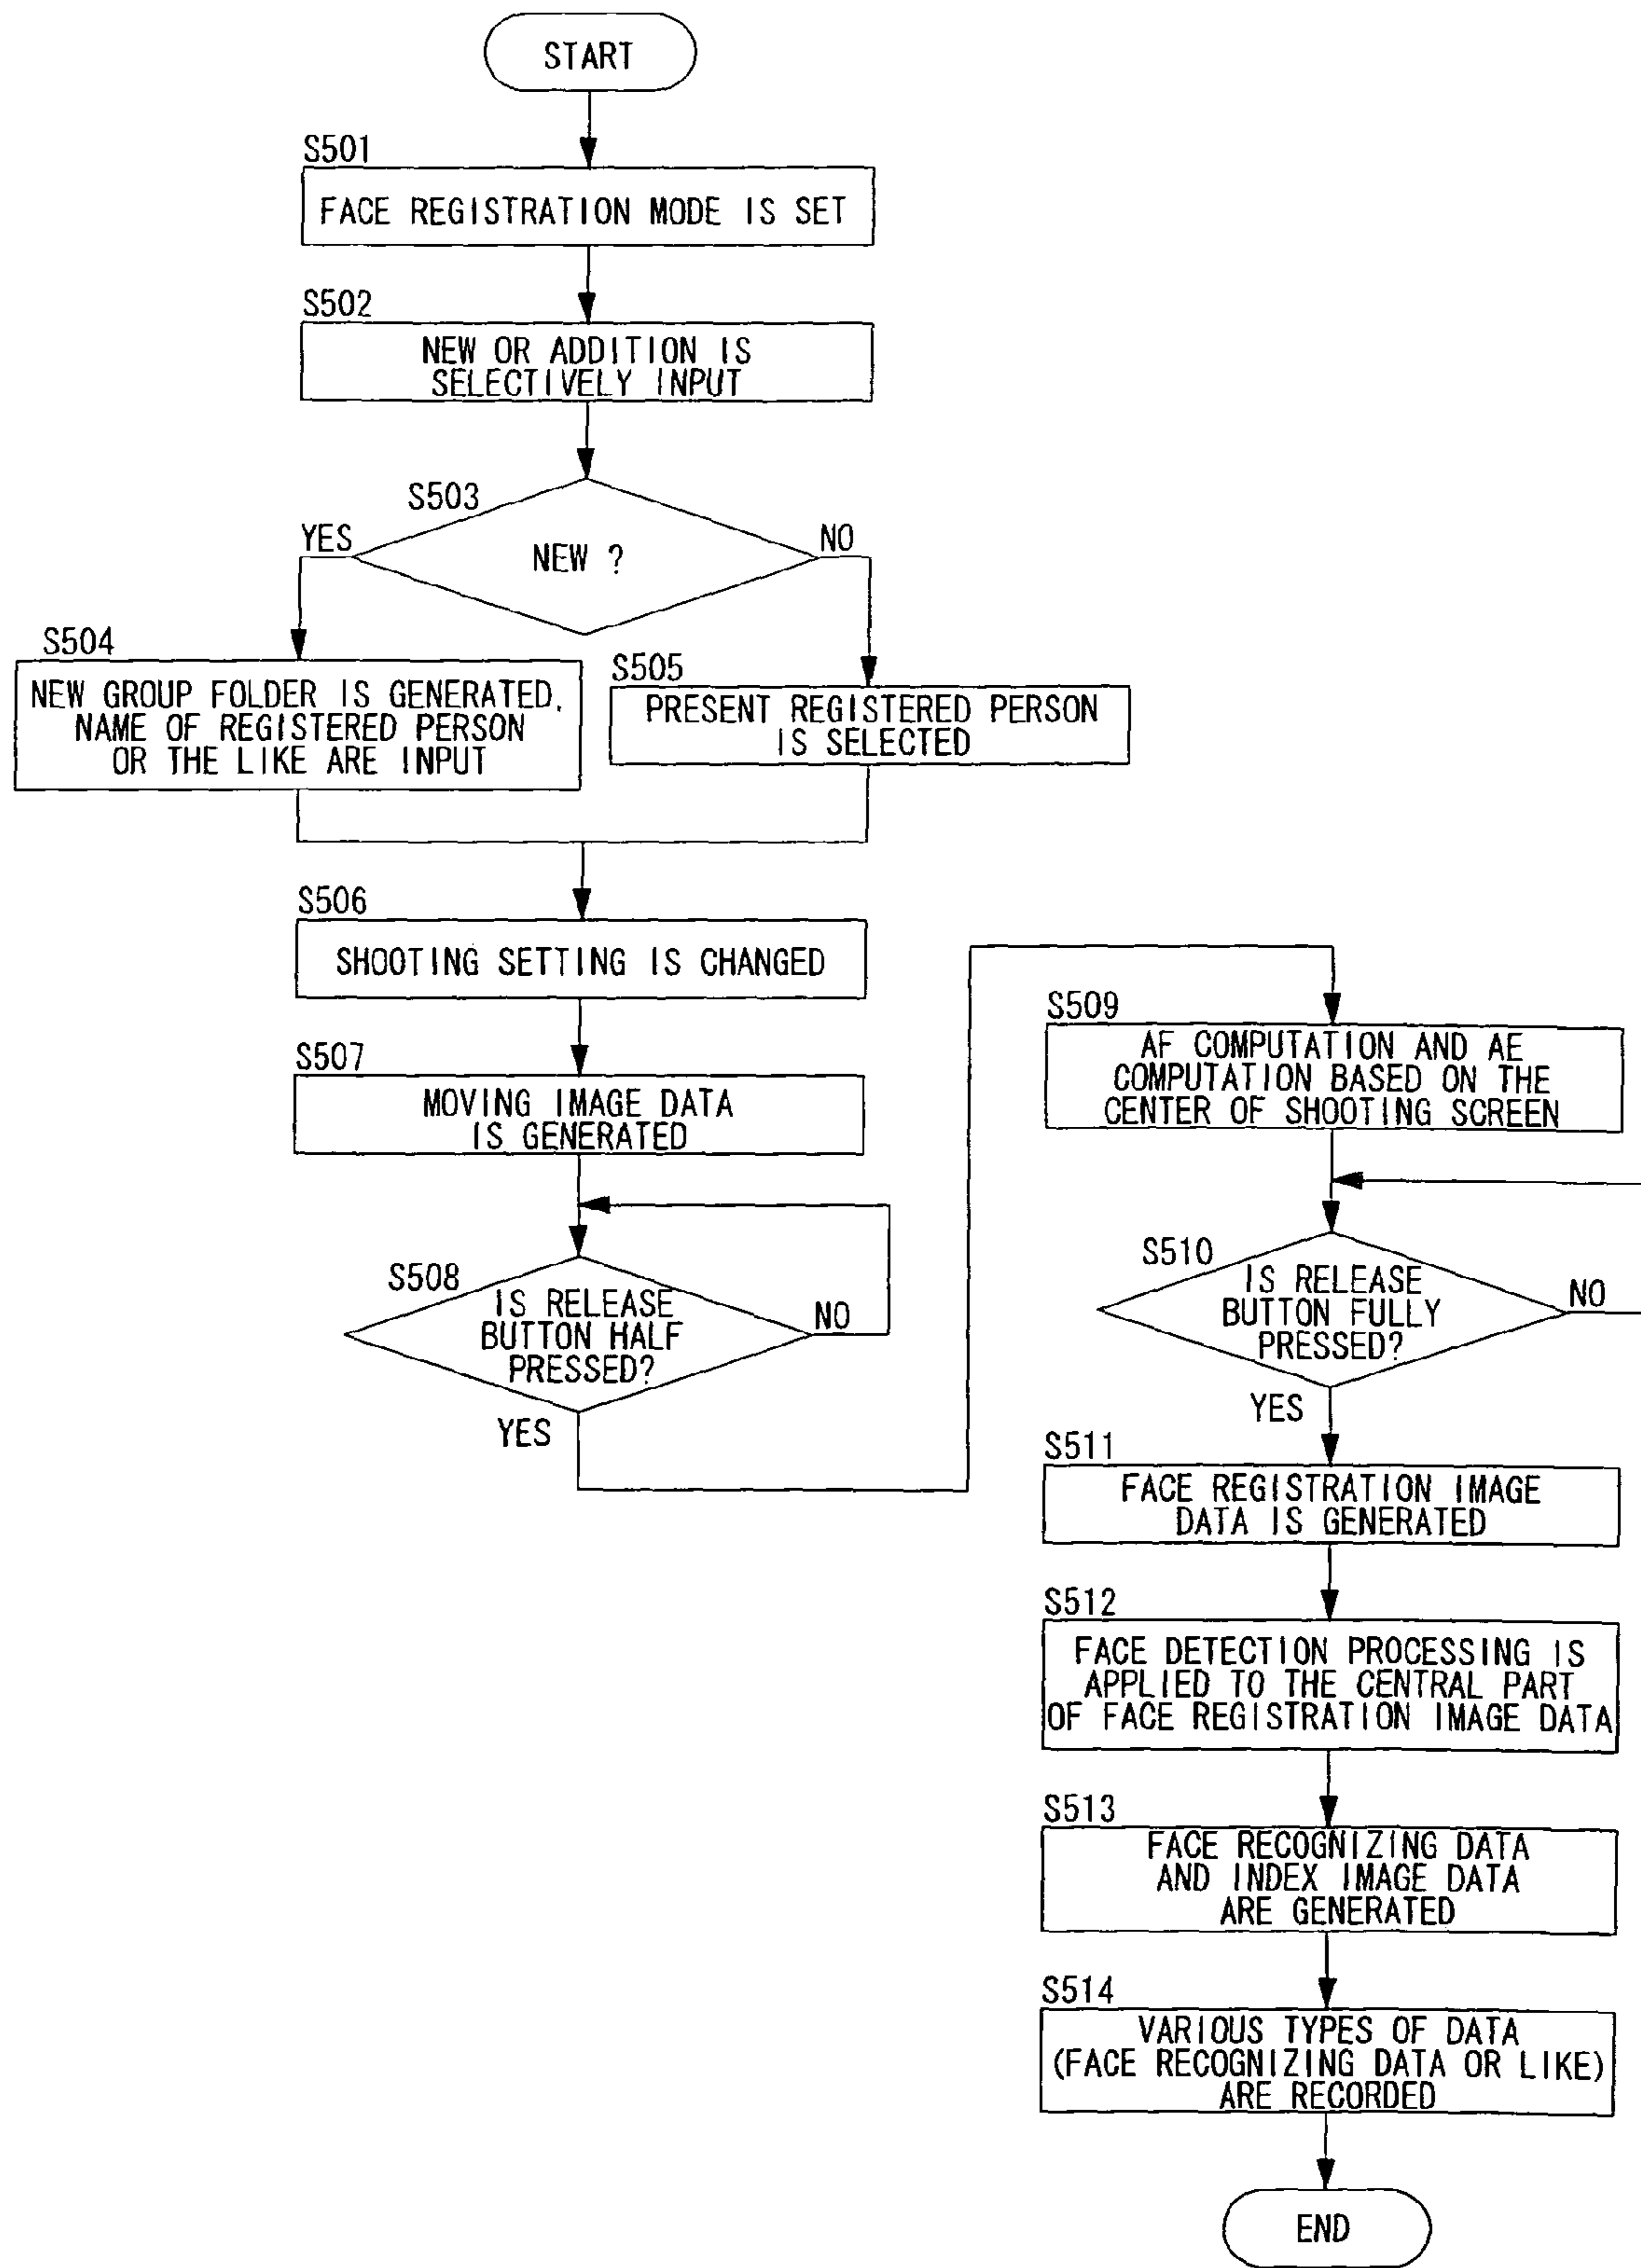 START
S501
FACE REGISTRATION MODE IS SET
S502
NEW OR ADDITION IS
SELECTIVELY INPUT
S503
NEW ?
YES
NO
S504
NEW GROUP FOLDER IS GENERATED,
NAME OF REGISTERED PERSON
OR THE LIKE ARE INPUT
S505
PRESENT REGISTERED PERSON
IS SELECTED
S506
SHOOTING SETTING IS CHANGED
S507
MOVING IMAGE DATA
IS GENERATED
S508
IS RELEASE
BUTTON HALF
PRESSED?
NO
YES
S509
AF COMPUTATION AND AE
COMPUTATION BASED ON THE
CENTER OF SHOOTING SCREEN
S510
IS RELEASE
BUTTON FULLY
PRESSED?
NO
YES
S511
FACE REGISTRATION IMAGE
DATA IS GENERATED
S512
FACE DETECTION PROCESSING IS
APPLIED TO THE CENTRAL PART
OF FACE REGISTRATION IMAGE DATA
S513
FACE RECOGNIZING DATA
AND INDEX IMAGE DATA
ARE GENERATED
S514
VARIOUS TYPES OF DATA
(FACE RECOGNIZING DATA OR LIKE)
ARE RECORDED
END